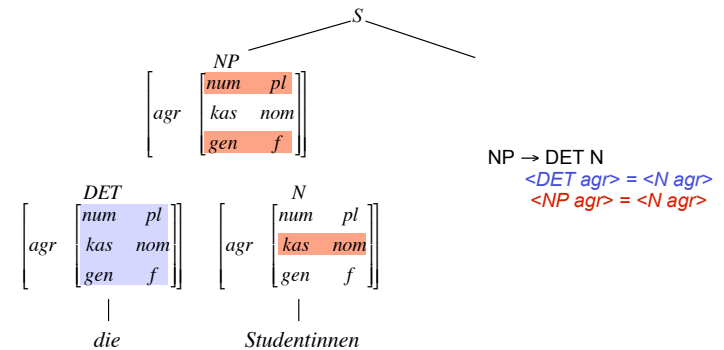 S
NP
num pl
agr kas nom
gen f
NP → DET N
<DET agr> = <N agr>
<NP agr> = <N agr>
DET N
num pl num pl
agr kas nom agr kas nom
gen f gen f
die Studentinnen